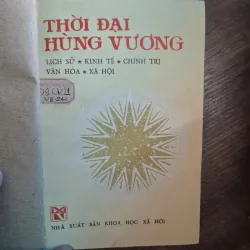 THỜI ĐẠI
HÙNG VƯƠNG
LỊCH SỬ ★ KINH TẾ ★ CHÍNH TRỊ
VĂN HÓA ★ XÃ HỘI
NHÀ XUẤT BẢN KHOA HỌC XÃ HỘI